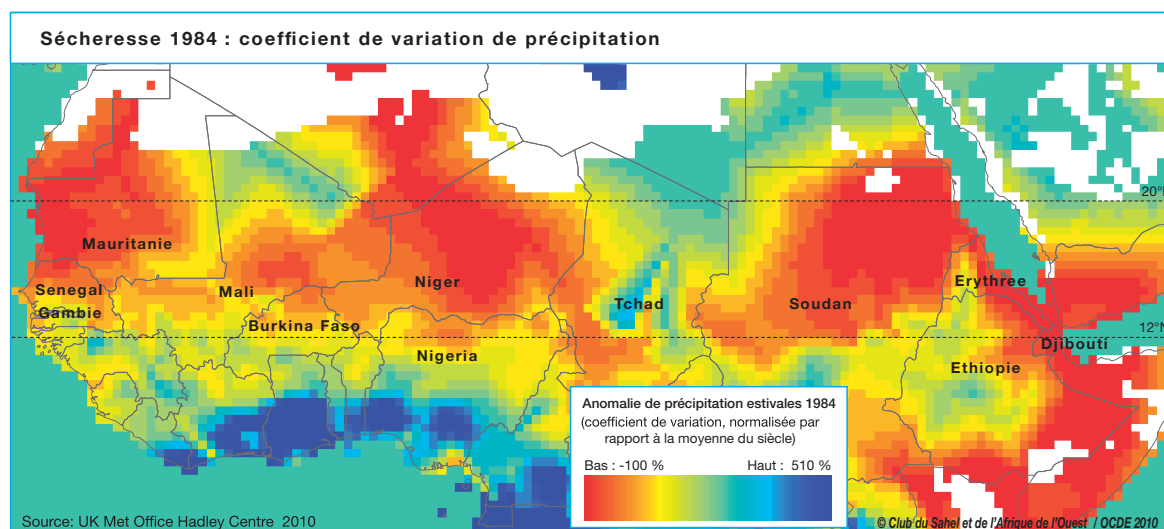 Sécheresse 1984 : coefficient de variation de précipitation
20°N
Mauritanie
Senegal
Mali
Niger
Tchad
Soudan
Erythree
Gambie
Burkina Faso
12°N
Nigeria
Djibouti
Ethiopie
Anomalie de précipitation estivales 1984
(coefficient de variation, normalisée par
rapport à la moyenne du siècle)
Bas : -100 % Haut : 510 %
Source: UK Met Office Hadley Centre 2010
© Club du Sahel et de l'Afrique de l'Ouest / OCDE 2010